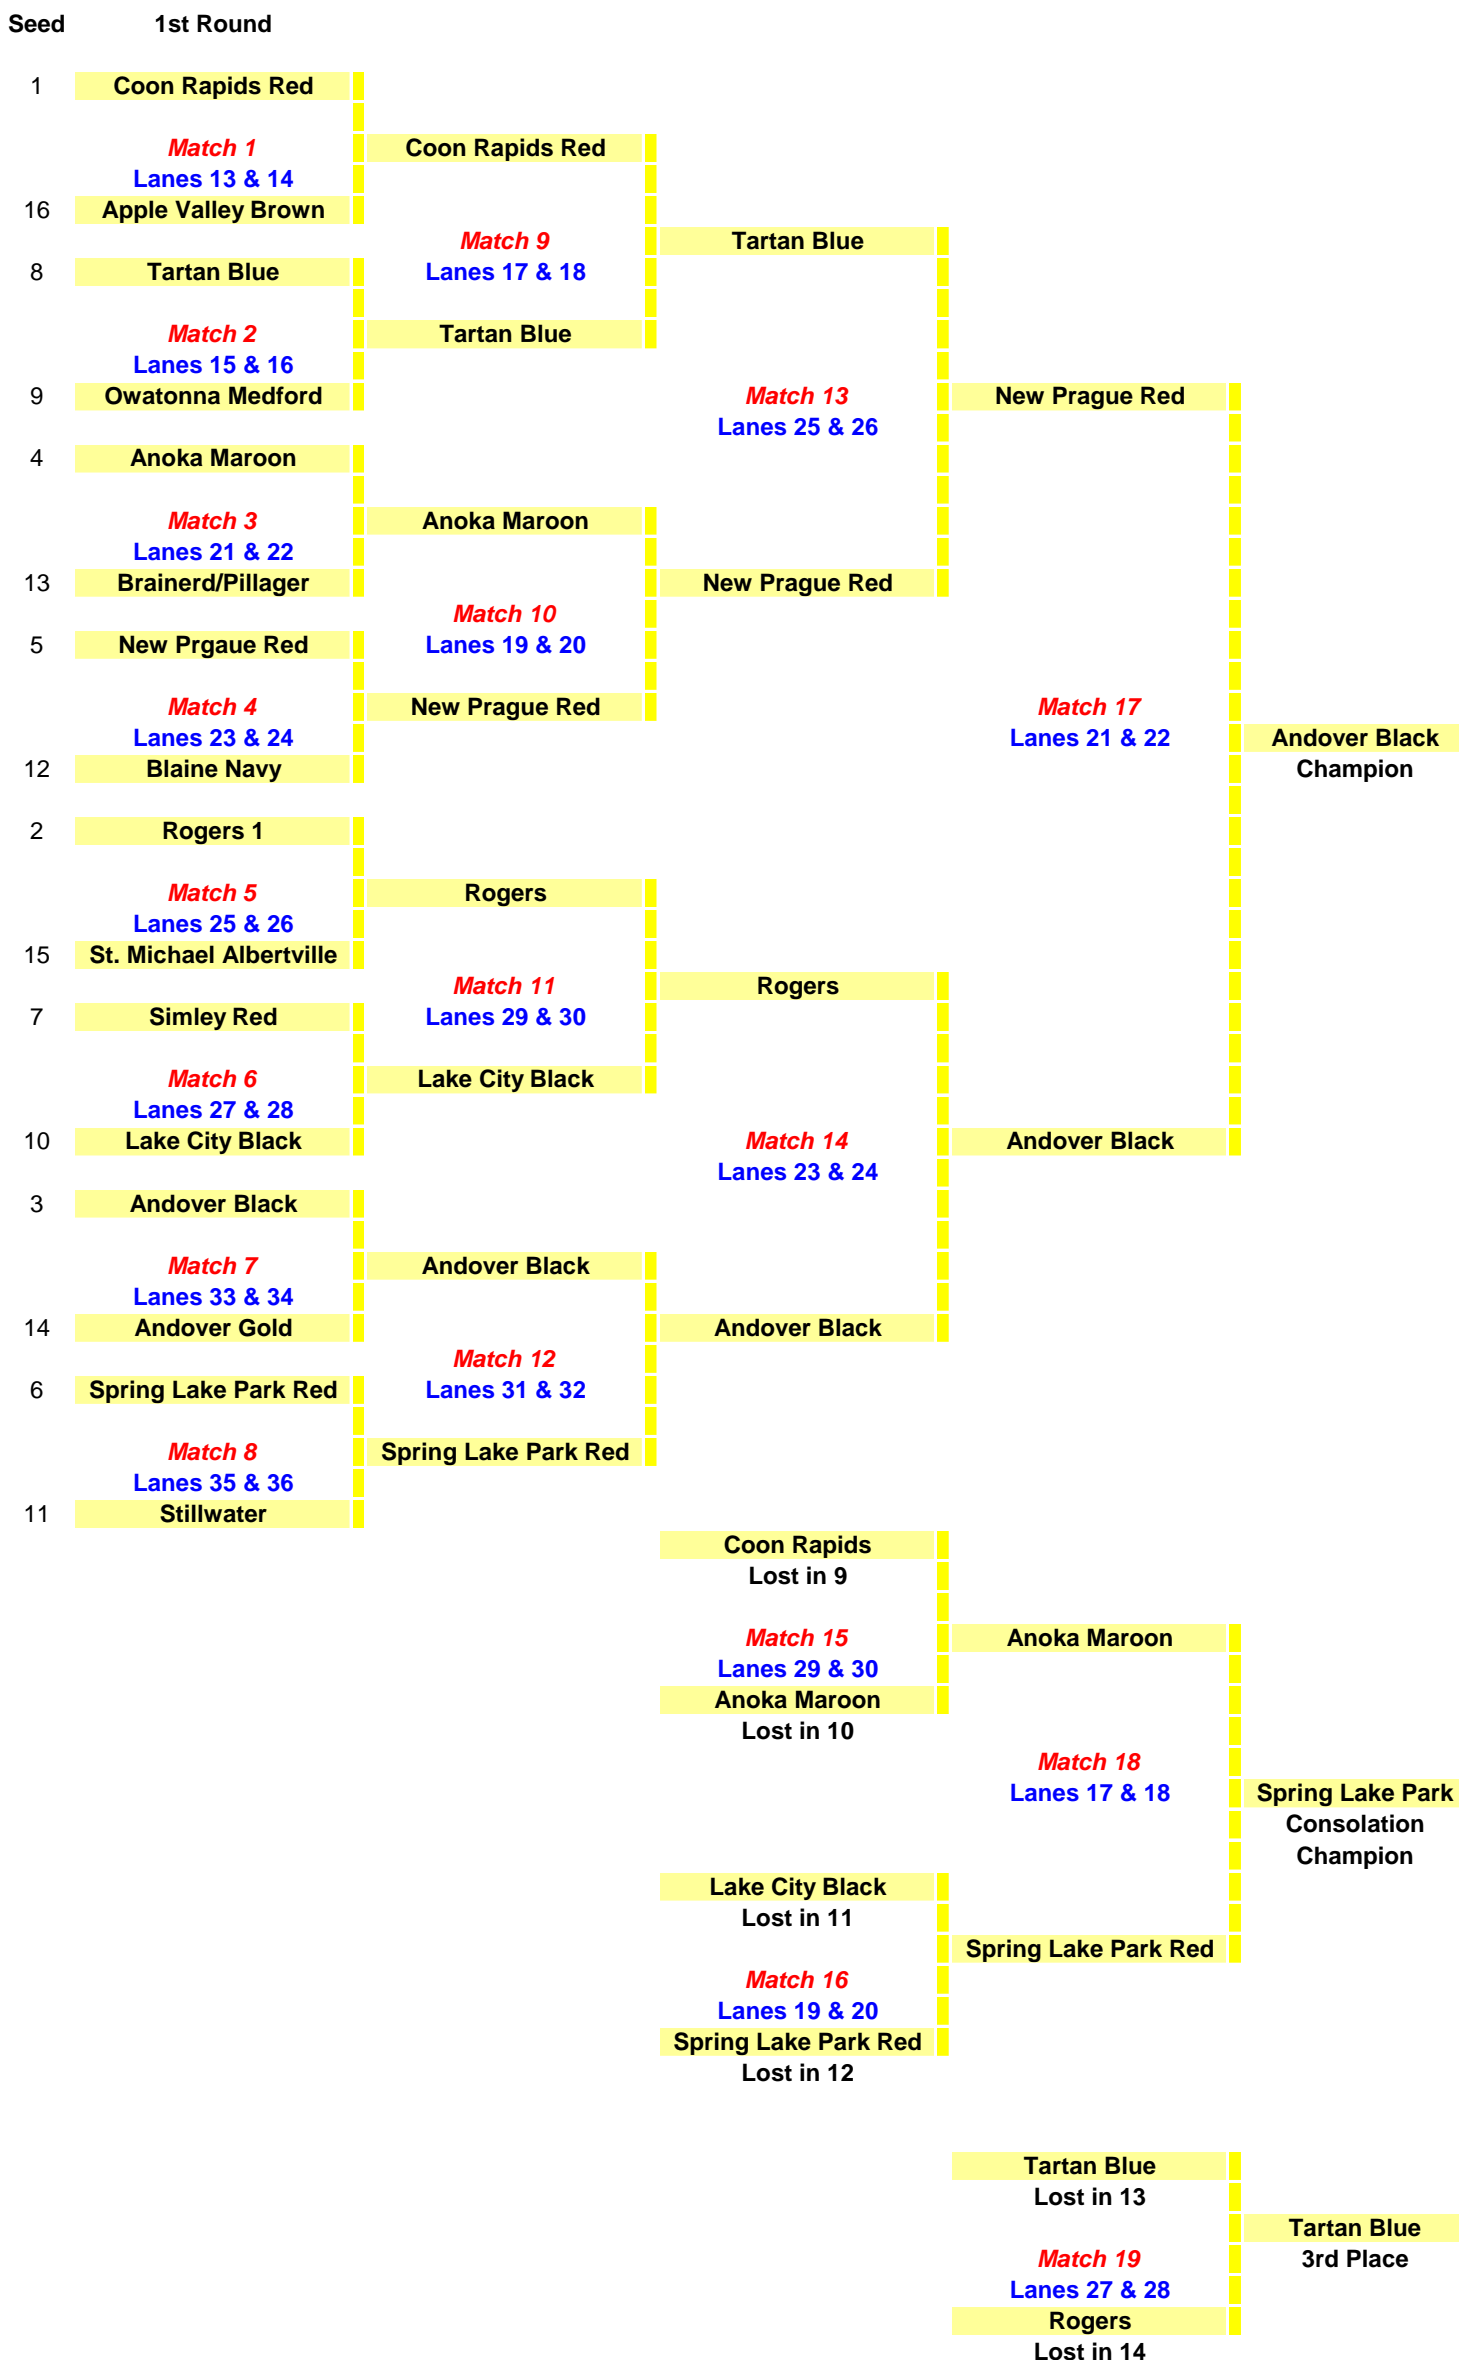 Seed 1st Round
1 Coon Rapids Red
Match 1 Coon Rapids Red
Lanes 13 & 14
16 Apple Valley Brown
Match 9 Tartan Blue
8 Tartan Blue Lanes 17 & 18
Match 2 Tartan Blue
Lanes 15 & 16
9 Owatonna Medford Match 13 New Prague Red
Lanes 25 & 26
4 Anoka Maroon
Match 3 Anoka Maroon
Lanes 21 & 22
13 Brainerd/Pillager New Prague Red
Match 10
5 New Prgaue Red Lanes 19 & 20
Match 4 New Prague Red Match 17
Lanes 23 & 24 Lanes 21 & 22 Andover Black
12 Blaine Navy Champion
2 Rogers 1
Match 5 Rogers
Lanes 25 & 26
15 St. Michael Albertville
Match 11 Rogers
7 Simley Red Lanes 29 & 30
Match 6 Lake City Black
Lanes 27 & 28
10 Lake City Black Match 14 Andover Black
Lanes 23 & 24
3 Andover Black
Match 7 Andover Black
Lanes 33 & 34
14 Andover Gold Andover Black
Match 12
6 Spring Lake Park Red Lanes 31 & 32
Match 8 Spring Lake Park Red
Lanes 35 & 36
11 Stillwater
Coon Rapids
Lost in 9
Match 15 Anoka Maroon
Lanes 29 & 30
Anoka Maroon
Lost in 10
Match 18
Lanes 17 & 18 Spring Lake Park
Consolation
Champion
Lake City Black
Lost in 11
Spring Lake Park Red
Match 16
Lanes 19 & 20
Spring Lake Park Red
Lost in 12
Tartan Blue
Lost in 13
Tartan Blue
Match 19 3rd Place
Lanes 27 & 28
Rogers
Lost in 14